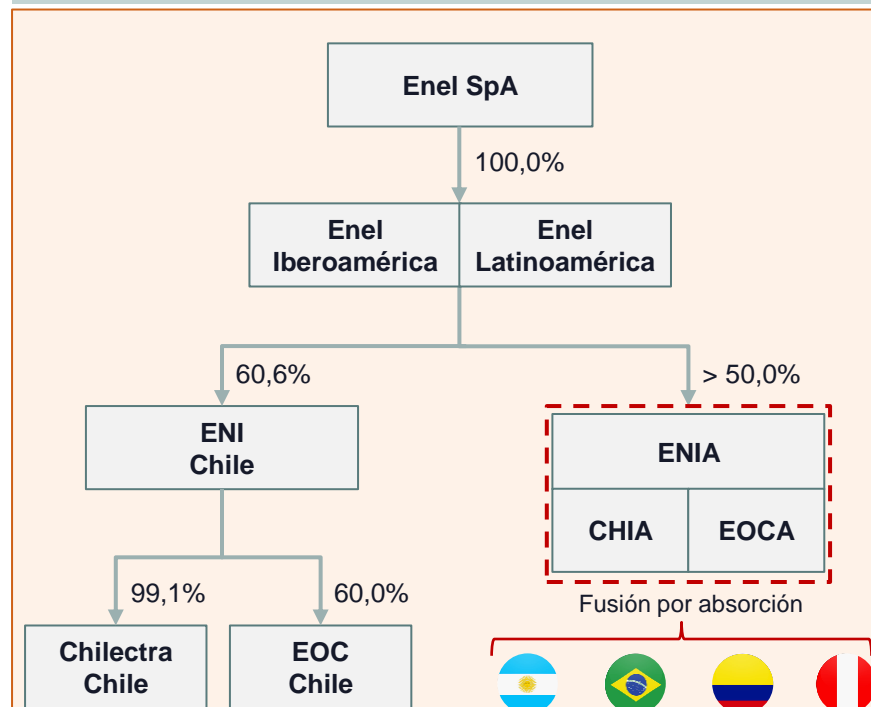 Enel SpA
100,0%
Enel
Iberoamérica
Enel
Latinoamérica
60,6%
> 50,0%
ENI
Chile
ENIA
CHIA
EOCA
99,1%
60,0%
Fusión por absorción
Chilectra
Chile
EOC
Chile